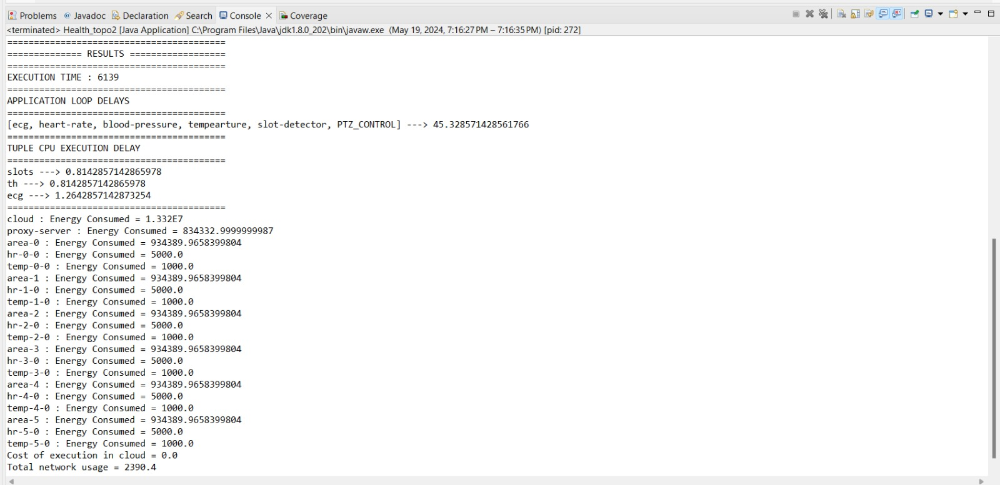 Problems @ Javadoc Declaration Search Console Coverage
<terminated> Health_topo2 [Java Application] C:\Program Files\Java\jdk1.8.0_202\bin\javaw.exe (May 19, 2024, 7:16:27 PM – 7:16:35 PM) [pid: 272]
=========================================
============== RESULTS ==================
=========================================
EXECUTION TIME : 6139
=========================================
APPLICATION LOOP DELAYS
=========================================
[ecg, heart-rate, blood-pressure, tempearture, slot-detector, PTZ_CONTROL] ---> 45.328571428561766
=========================================
TUPLE CPU EXECUTION DELAY
=========================================
slots ---> 0.8142857142865978
th ---> 0.8142857142865978
ecg ---> 1.2642857142873254
=========================================
cloud : Energy Consumed = 1.332E7
proxy-server : Energy Consumed = 834332.9999999987
area-0 : Energy Consumed = 934389.9658399804
hr-0-0 : Energy Consumed = 5000.0
temp-0-0 : Energy Consumed = 1000.0
area-1 : Energy Consumed = 934389.9658399804
hr-1-0 : Energy Consumed = 5000.0
temp-1-0 : Energy Consumed = 1000.0
area-2 : Energy Consumed = 934389.9658399804
hr-2-0 : Energy Consumed = 5000.0
temp-2-0 : Energy Consumed = 1000.0
area-3 : Energy Consumed = 934389.9658399804
hr-3-0 : Energy Consumed = 5000.0
temp-3-0 : Energy Consumed = 1000.0
area-4 : Energy Consumed = 934389.9658399804
hr-4-0 : Energy Consumed = 5000.0
temp-4-0 : Energy Consumed = 1000.0
area-5 : Energy Consumed = 934389.9658399804
hr-5-0 : Energy Consumed = 5000.0
temp-5-0 : Energy Consumed = 1000.0
Cost of execution in cloud = 0.0
Total network usage = 2390.4